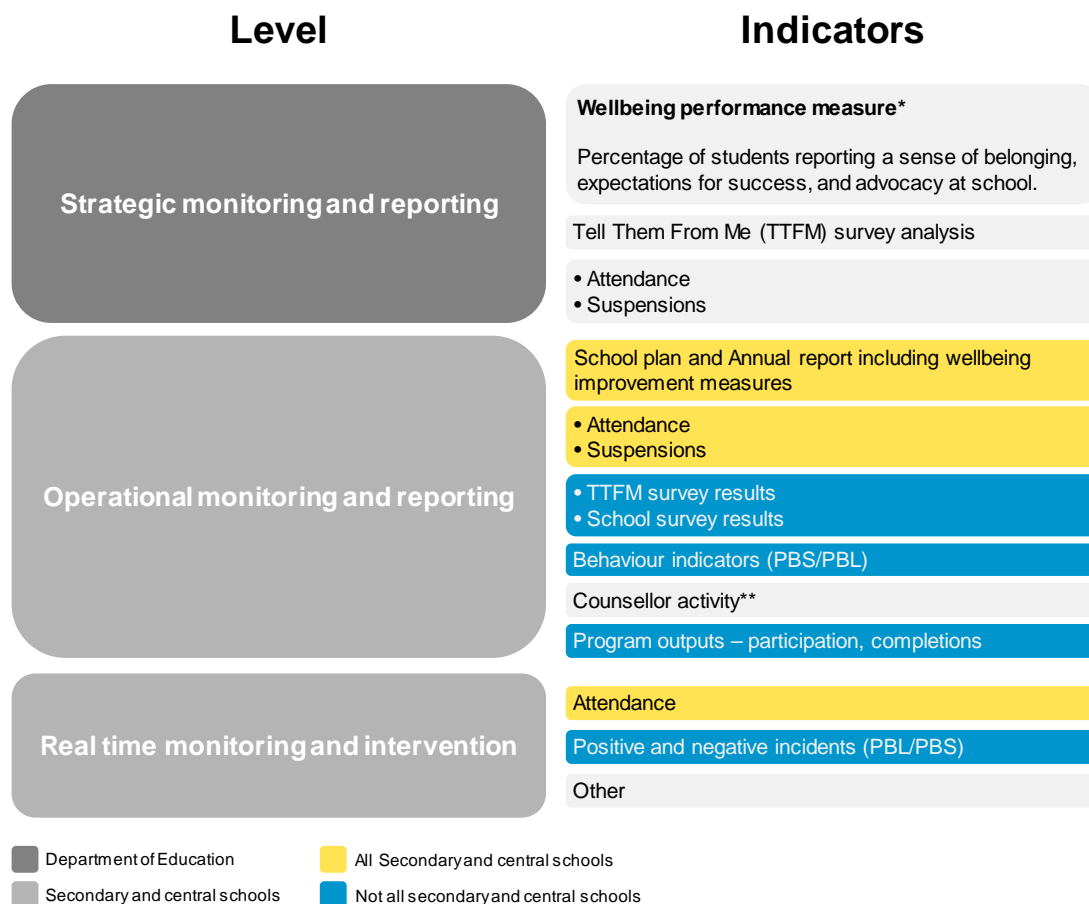 Level
Indicators
Strategic monitoring and reporting
Wellbeing performance measure*
Percentage of students reporting a sense of belonging,
expectations for success, and advocacy at school.
Tell Them From Me (TTFM) survey analysis
• Attendance
• Suspensions
Operational monitoring and reporting
School plan and Annual report including wellbeing
improvement measures
• Attendance
• Suspensions
• TTFM survey results
• School survey results
Behaviour indicators (PBS/PBL)
Counsellor activity**
Program outputs – participation, completions
Real time monitoring and intervention
Attendance
Positive and negative incidents (PBL/PBS)
Other
Department of Education
All Secondary and central schools
Secondary and central schools
Not all secondary and central schools